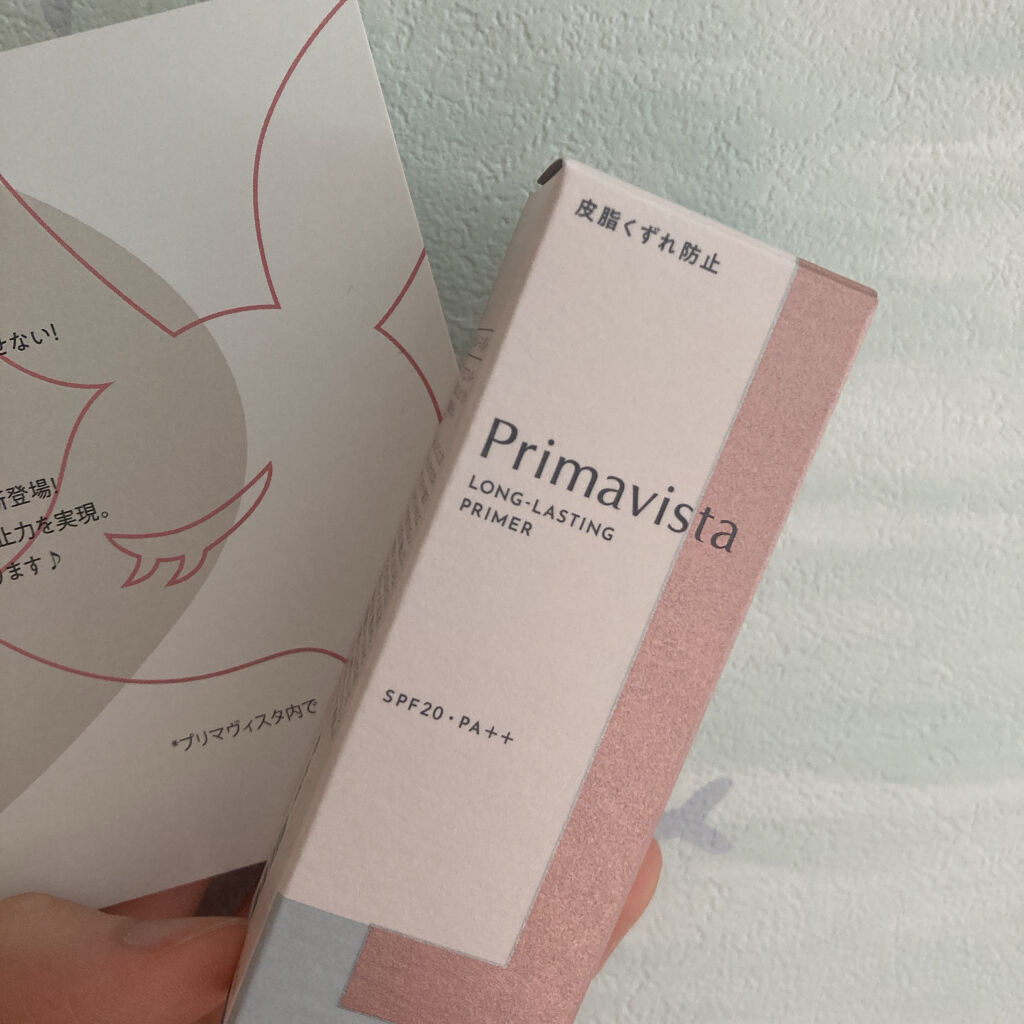 せない!
新登場!
止力を実現。
ります♪
*プリマヴィスタ内で
皮脂くずれ防止
Primavista
LONG-LASTING
PRIMER
SPF20・PA++